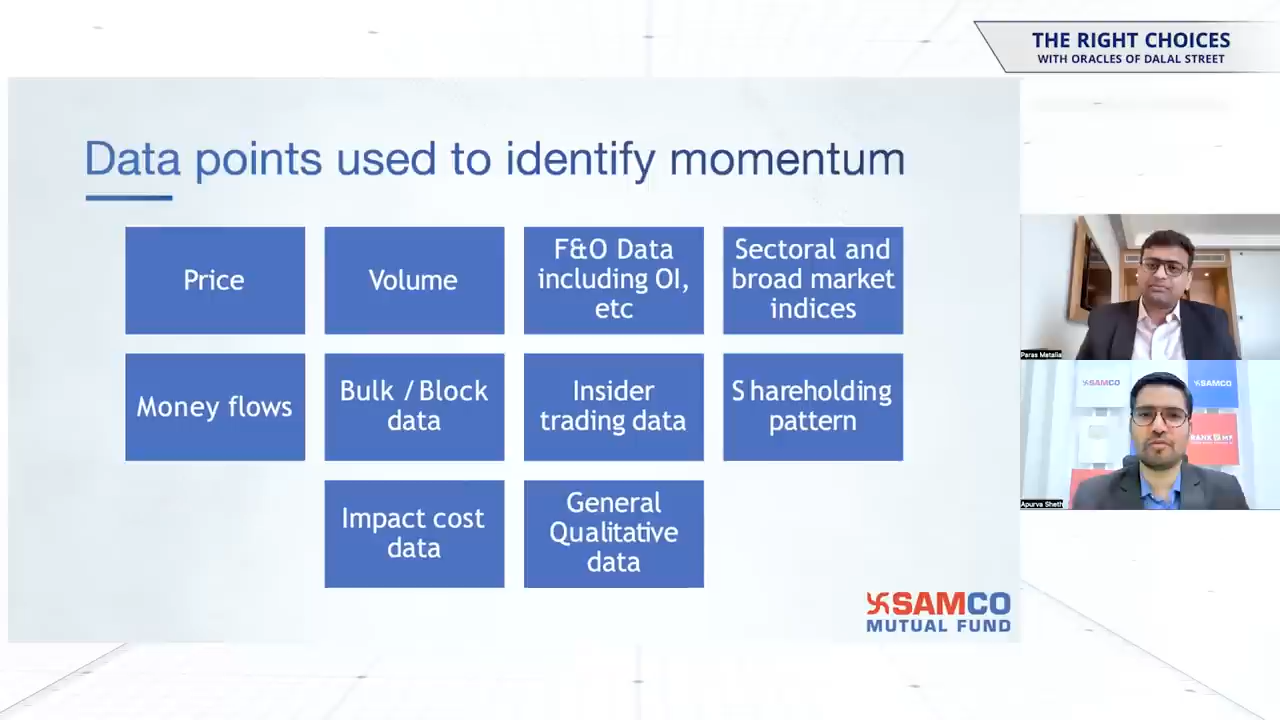 THE RIGHT CHOICES
WITH ORACLES OF DALAL STREET
Data points used to identify momentum
Price
Volume
F&O Data
including OI,
etc
Sectoral and
broad market
indices
Money flows
Bulk / Block
data
Insider
trading data
Shareholding
pattern
Impact cost
data
General
Qualitative
data
SAMCO
MUTUAL FUND
Paras Matalia
SAMCO
SAMCO
Apurva Sheth